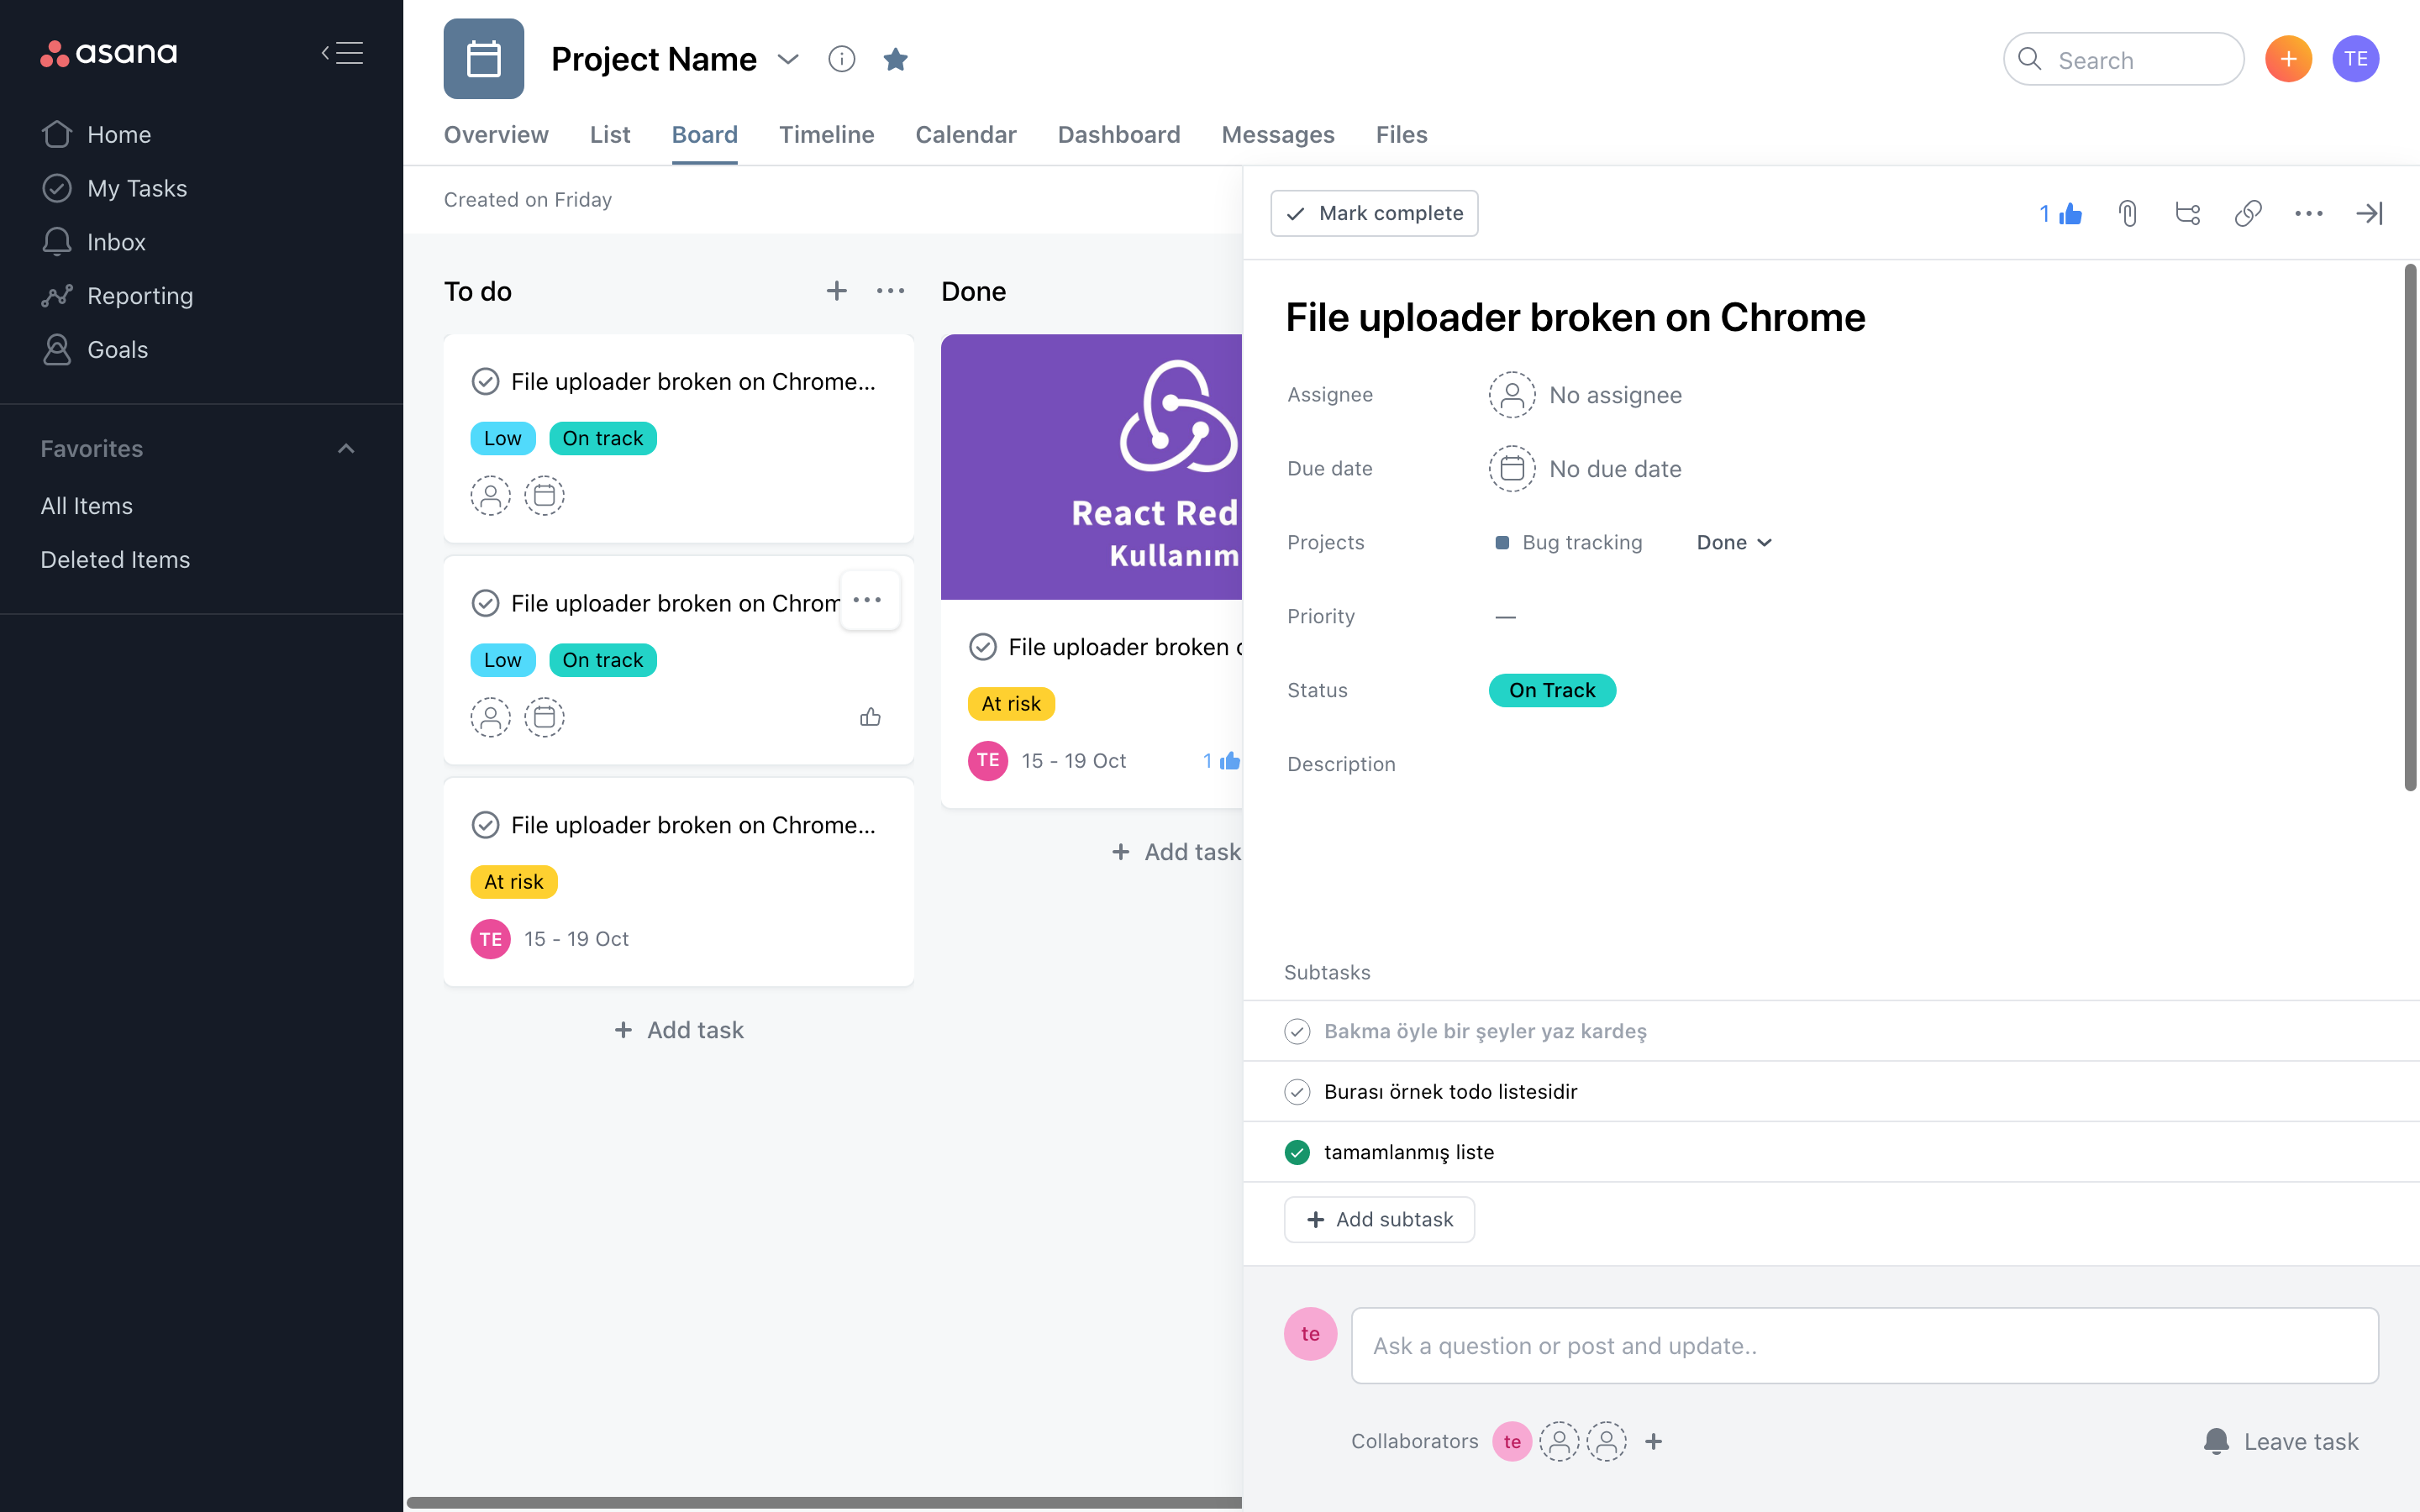 asana
Home
My Tasks
Inbox
Reporting
Goals
Favorites
All Items
Deleted Items
Project Name
Search
TE
Overview List Board Timeline Calendar Dashboard Messages Files
Created on Friday
To do
File uploader broken on Chrome...
Low On track
File uploader broken on Chrom
Low On track
File uploader broken on Chrome...
At risk
TE 15 - 19 Oct
Add task
Done
React Red
Kullanım
File uploader broken
At risk
TE 15 - 19 Oct 1
Add task
Mark complete
1
File uploader broken on Chrome
Assignee No assignee
Due date No due date
Projects Bug tracking Done
Priority —
Status On Track
Description
Subtasks
Bakma öyle bir şeyler yaz kardeş
Burası örnek todo listesidir
tamamlanmış liste
Add subtask
te Ask a question or post and update..
Collaborators te Leave task